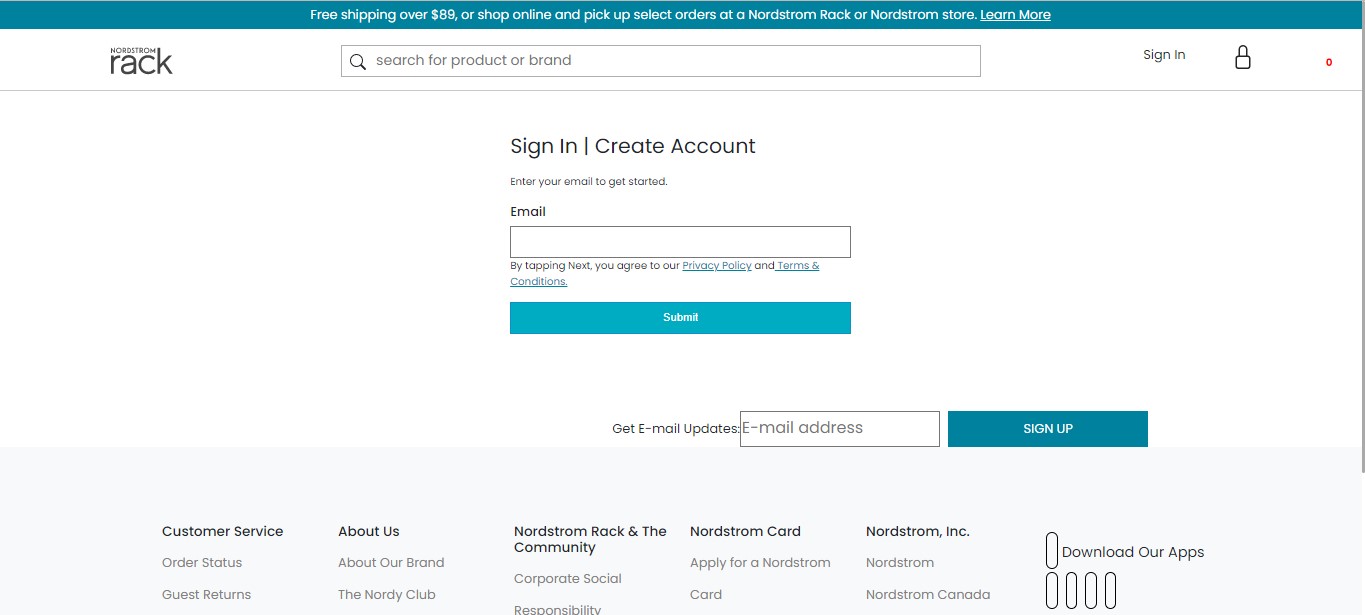 Free shipping over $89, or shop online and pick up select orders at a Nordstrom Rack or Nordstrom store. Learn More
NORDSTROM
rack
search for product or brand
Sign In
0
Sign In | Create Account
Enter your email to get started.
Email
By tapping Next, you agree to our Privacy Policy and Terms &
Conditions.
Submit
Get E-mail Updates:
E-mail address
SIGN UP
Customer Service
Order Status
Guest Returns
About Us
About Our Brand
The Nordy Club
Nordstrom Rack & The
Community
Corporate Social
Responsibility
Nordstrom Card
Apply for a Nordstrom
Card
Nordstrom, Inc.
Nordstrom
Nordstrom Canada
Download Our Apps